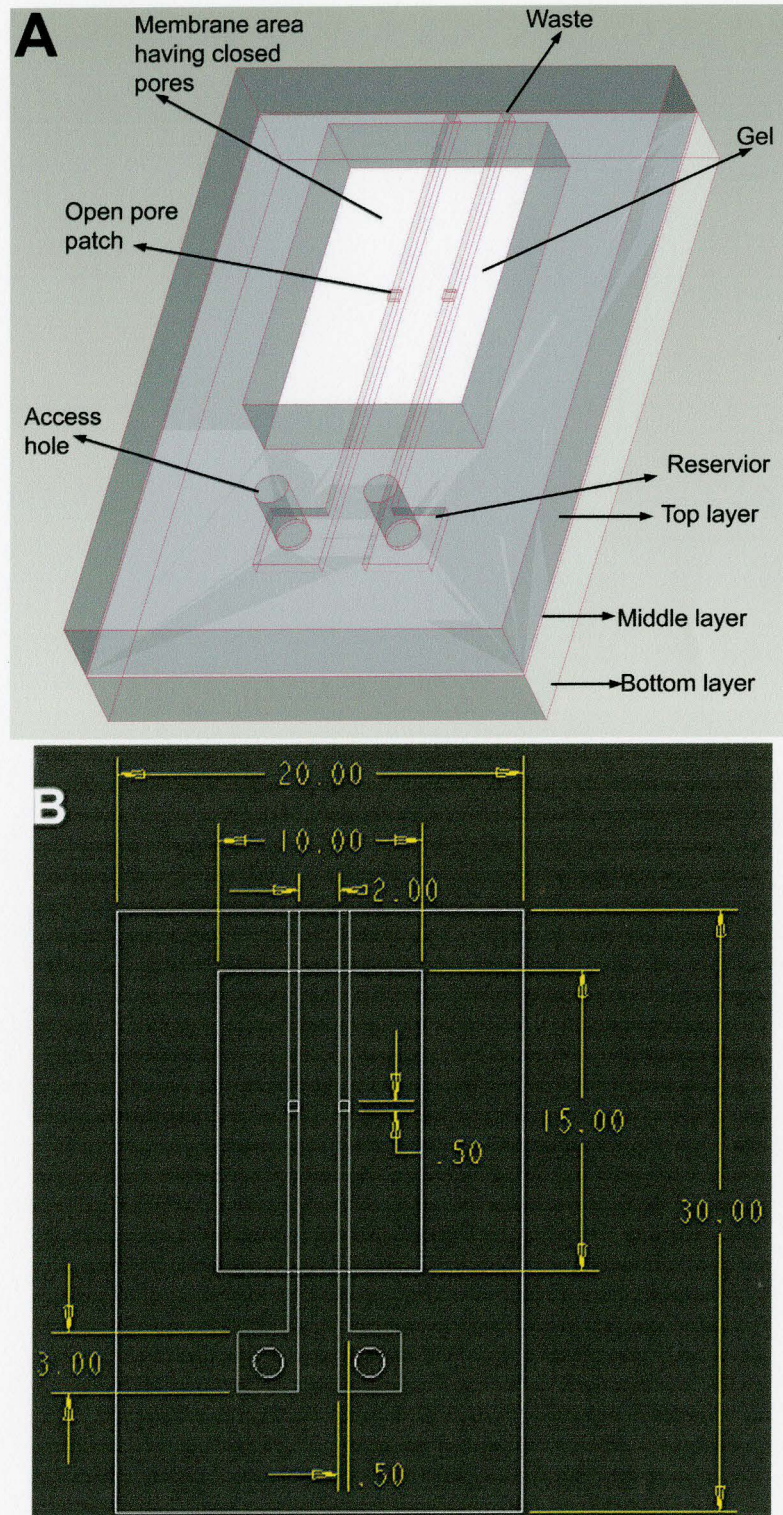 A
Membrane area
having closed
pores
Waste
Gel
Open pore
patch
Access
hole
Reservior
Top layer
Middle layer
Bottom layer
B
20.00
10.00
2.00
.50
15.00
30.00
3.00
.50